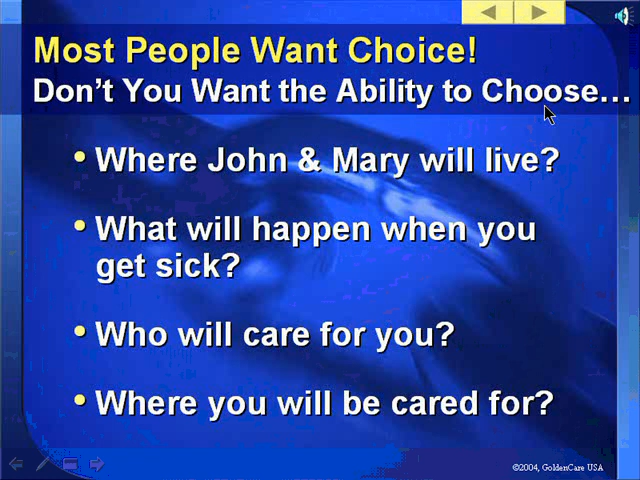 Most People Want Choice!
Don't You Want the Ability to Choose...
• Where John & Mary will live?
• What will happen when you
get sick?
• Who will care for you?
• Where you will be cared for?
©2004, GoldenCare USA